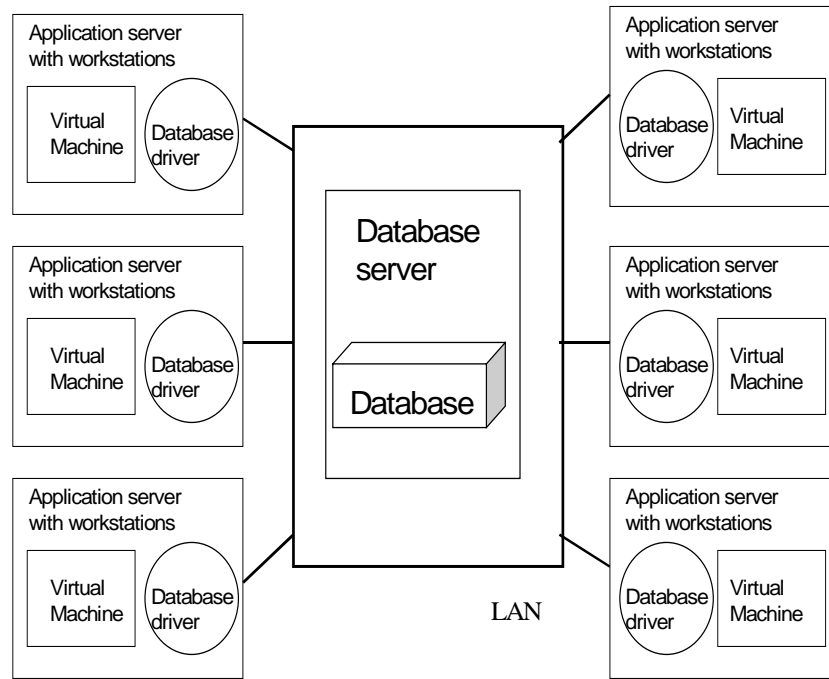 Application server
with workstations
Virtual
Machine
Database
driver
Application server
with workstations
Database
driver
Virtual
Machine
Database
server
Database
Application server
with workstations
Virtual
Machine
Database
driver
Application server
with workstations
Database
driver
Virtual
Machine
Application server
with workstations
Virtual
Machine
Database
driver
Application server
with workstations
Database
driver
Virtual
Machine
LAN